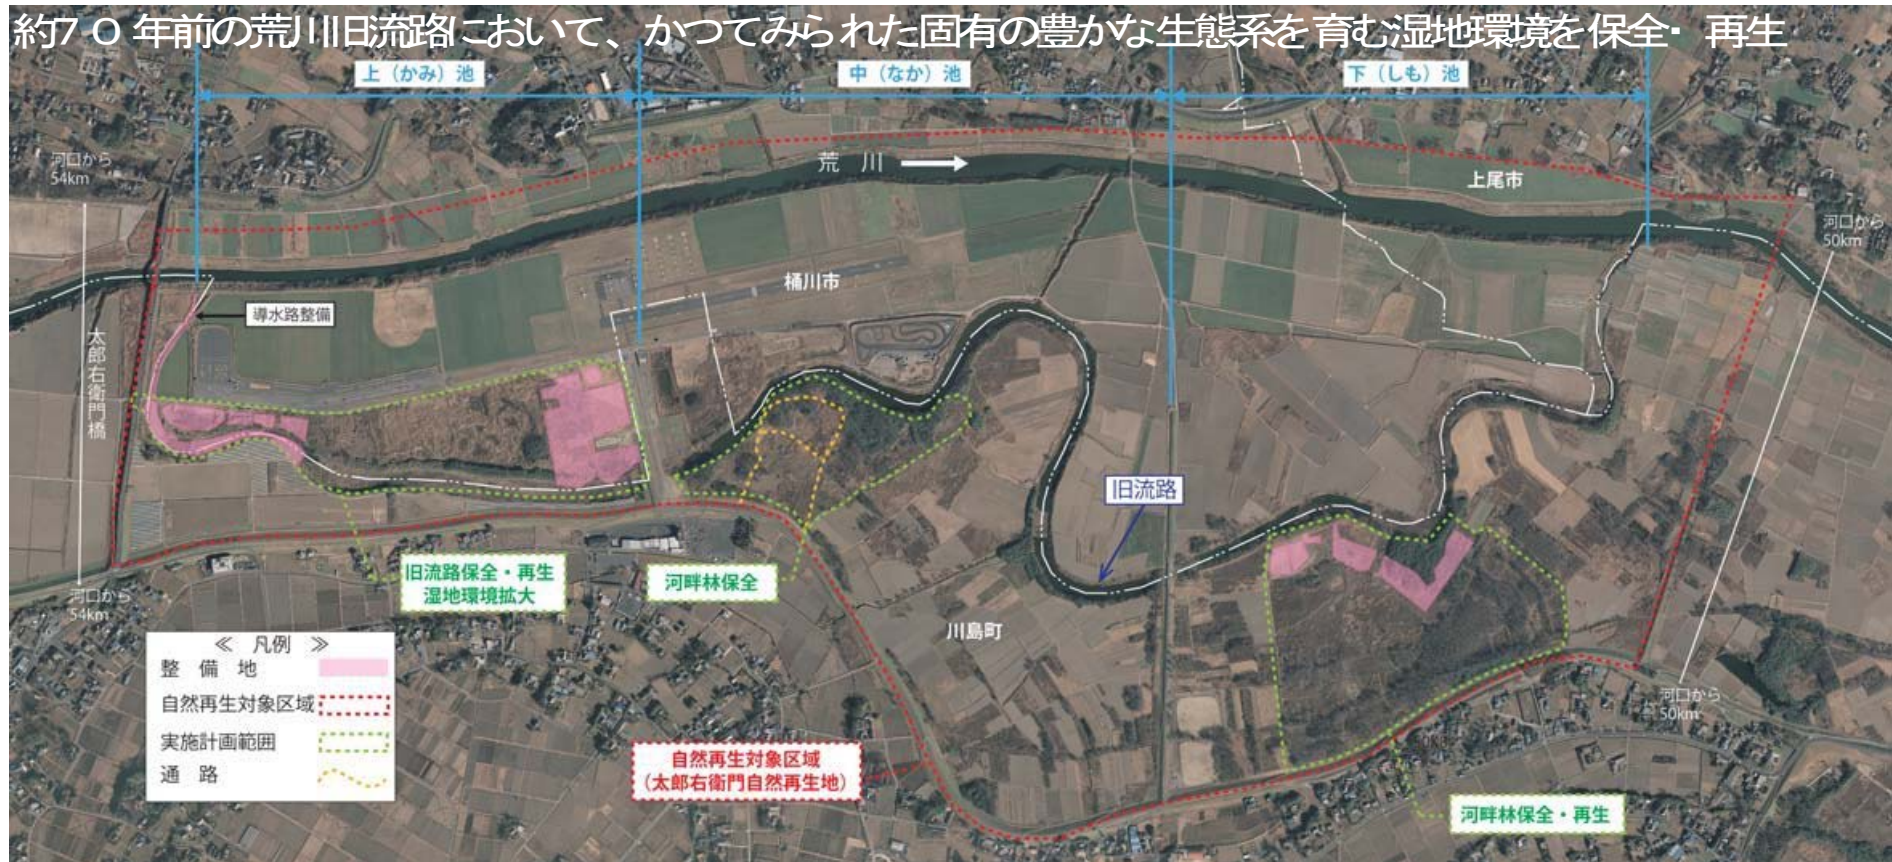 約70年前の荒川旧流路において、かつてみられた固有の豊かな生態系を育む湿地環境を保全・再生
上（かみ）池
中（なか）池
下（しも）池
河口から
54km
荒川
上尾市
河口から
50km
桶川市
導水路整備
太郎右衛門橋
旧流路
河口から
54km
旧流路保全・再生
湿地環境拡大
河畔林保全
川島町
≪ 凡例 ≫
整備地
自然再生対象区域
実施計画範囲
通路
河口から
50km
自然再生対象区域
（太郎右衛門自然再生地）
河畔林保全・再生